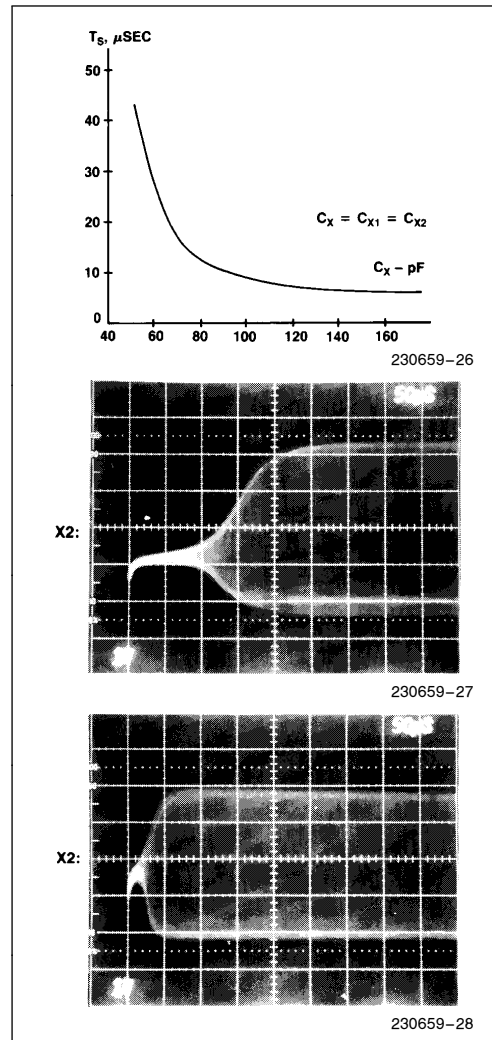 T_S, μSEC
50
40
30
20
10
0
C_X = C_X1 = C_X2
C_X – pF
40 60 80 100 120 140 160
230659–26
X2:
230659–27
X2:
230659–28